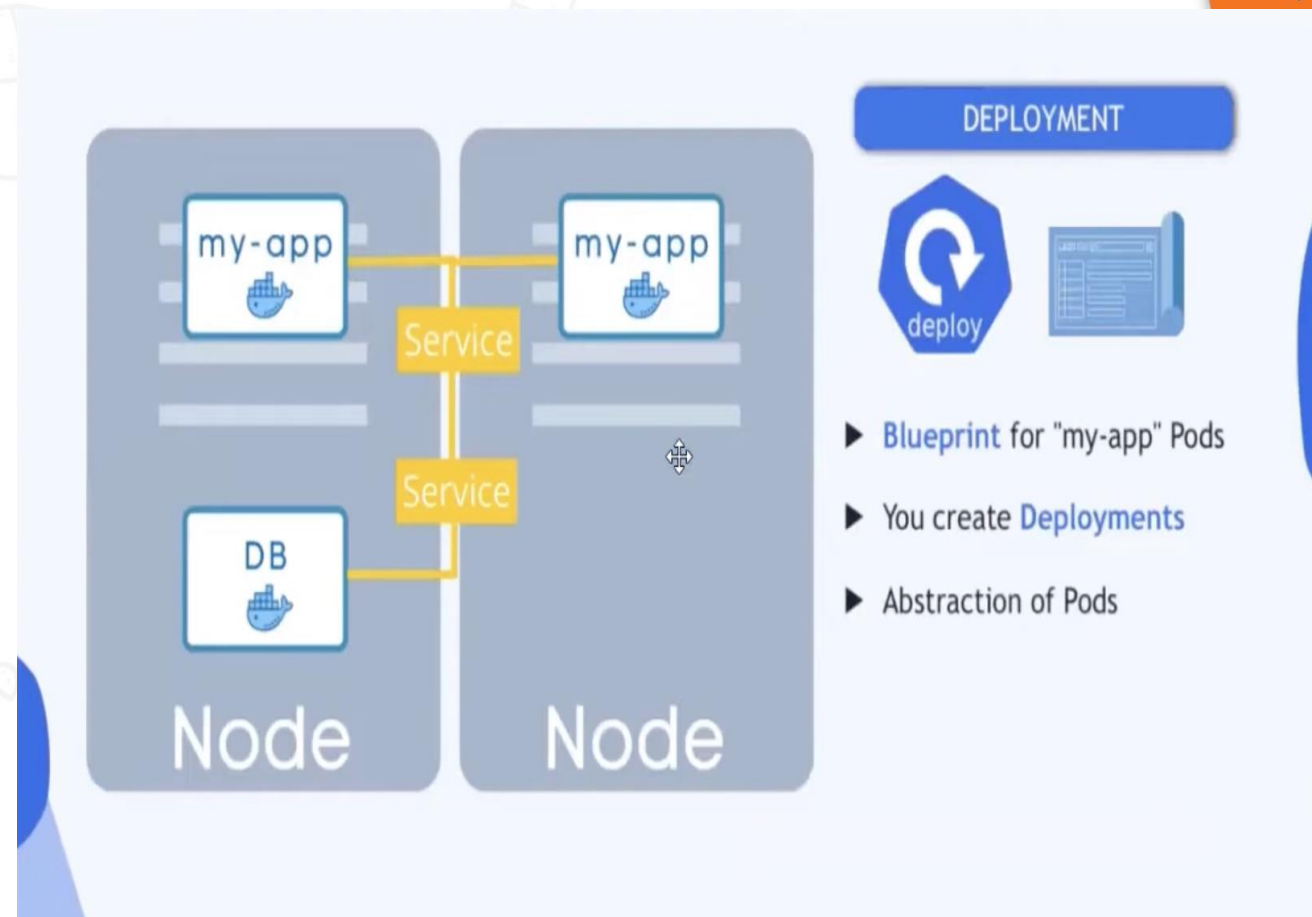 my-app
my-app
Service
Service
DB
Node
Node
DEPLOYMENT
deploy
Blueprint for "my-app" Pods
You create Deployments
Abstraction of Pods